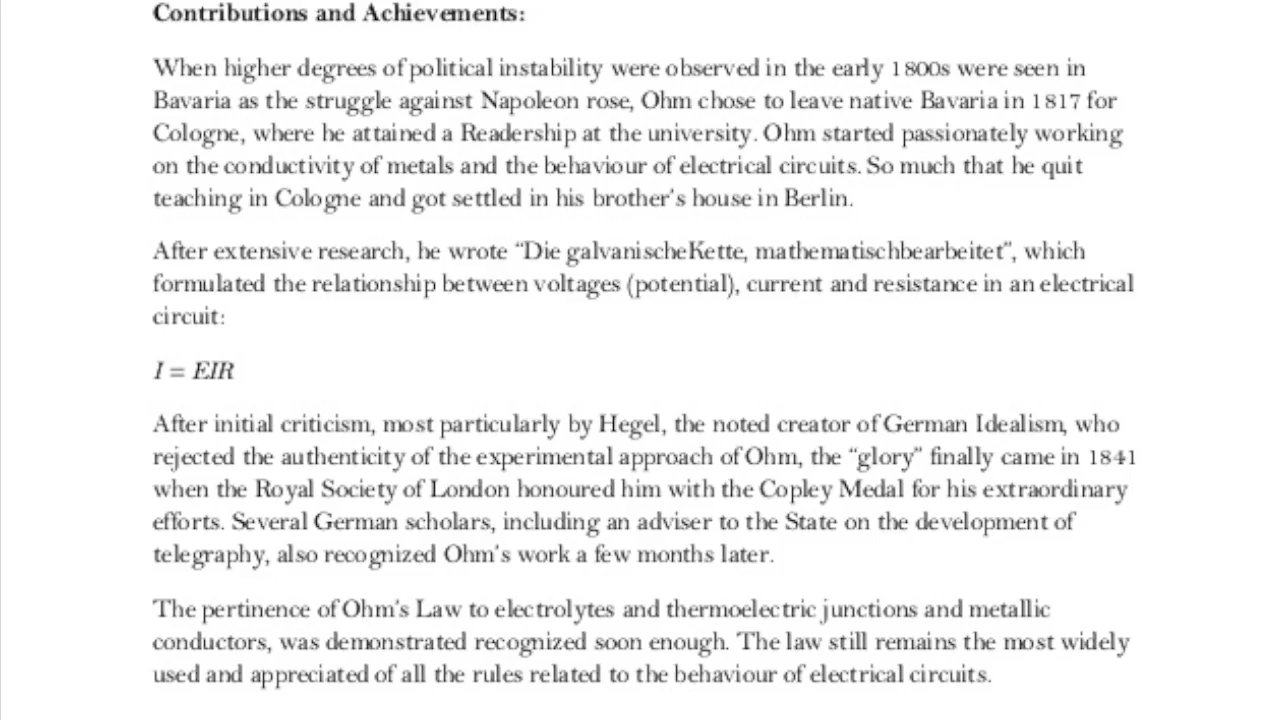 Contributions and Achievements:
When higher degrees of political instability were observed in the early 1800s were seen in
Bavaria as the struggle against Napoleon rose, Ohm chose to leave native Bavaria in 1817 for
Cologne, where he attained a Readership at the university. Ohm started passionately working
on the conductivity of metals and the behaviour of electrical circuits. So much that he quit
teaching in Cologne and got settled in his brother's house in Berlin.
After extensive research, he wrote “Die galvanischeKette, mathematischbearbeitet”, which
formulated the relationship between voltages (potential), current and resistance in an electrical
circuit:
I = EIR
After initial criticism, most particularly by Hegel, the noted creator of German Idealism, who
rejected the authenticity of the experimental approach of Ohm, the “glory” finally came in 1841
when the Royal Society of London honoured him with the Copley Medal for his extraordinary
efforts. Several German scholars, including an adviser to the State on the development of
telegraphy, also recognized Ohm's work a few months later.
The pertinence of Ohm's Law to electrolytes and thermoelectric junctions and metallic
conductors, was demonstrated recognized soon enough. The law still remains the most widely
used and appreciated of all the rules related to the behaviour of electrical circuits.